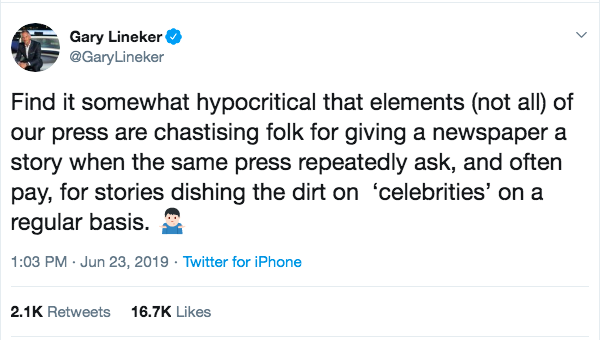 Gary Lineker
@GaryLineker
Find it somewhat hypocritical that elements (not all) of
our press are chastising folk for giving a newspaper a
story when the same press repeatedly ask, and often
pay, for stories dishing the dirt on ‘celebrities’ on a
regular basis. 🤷🏻‍♂️
1:03 PM · Jun 23, 2019 · Twitter for iPhone
2.1K Retweets 16.7K Likes